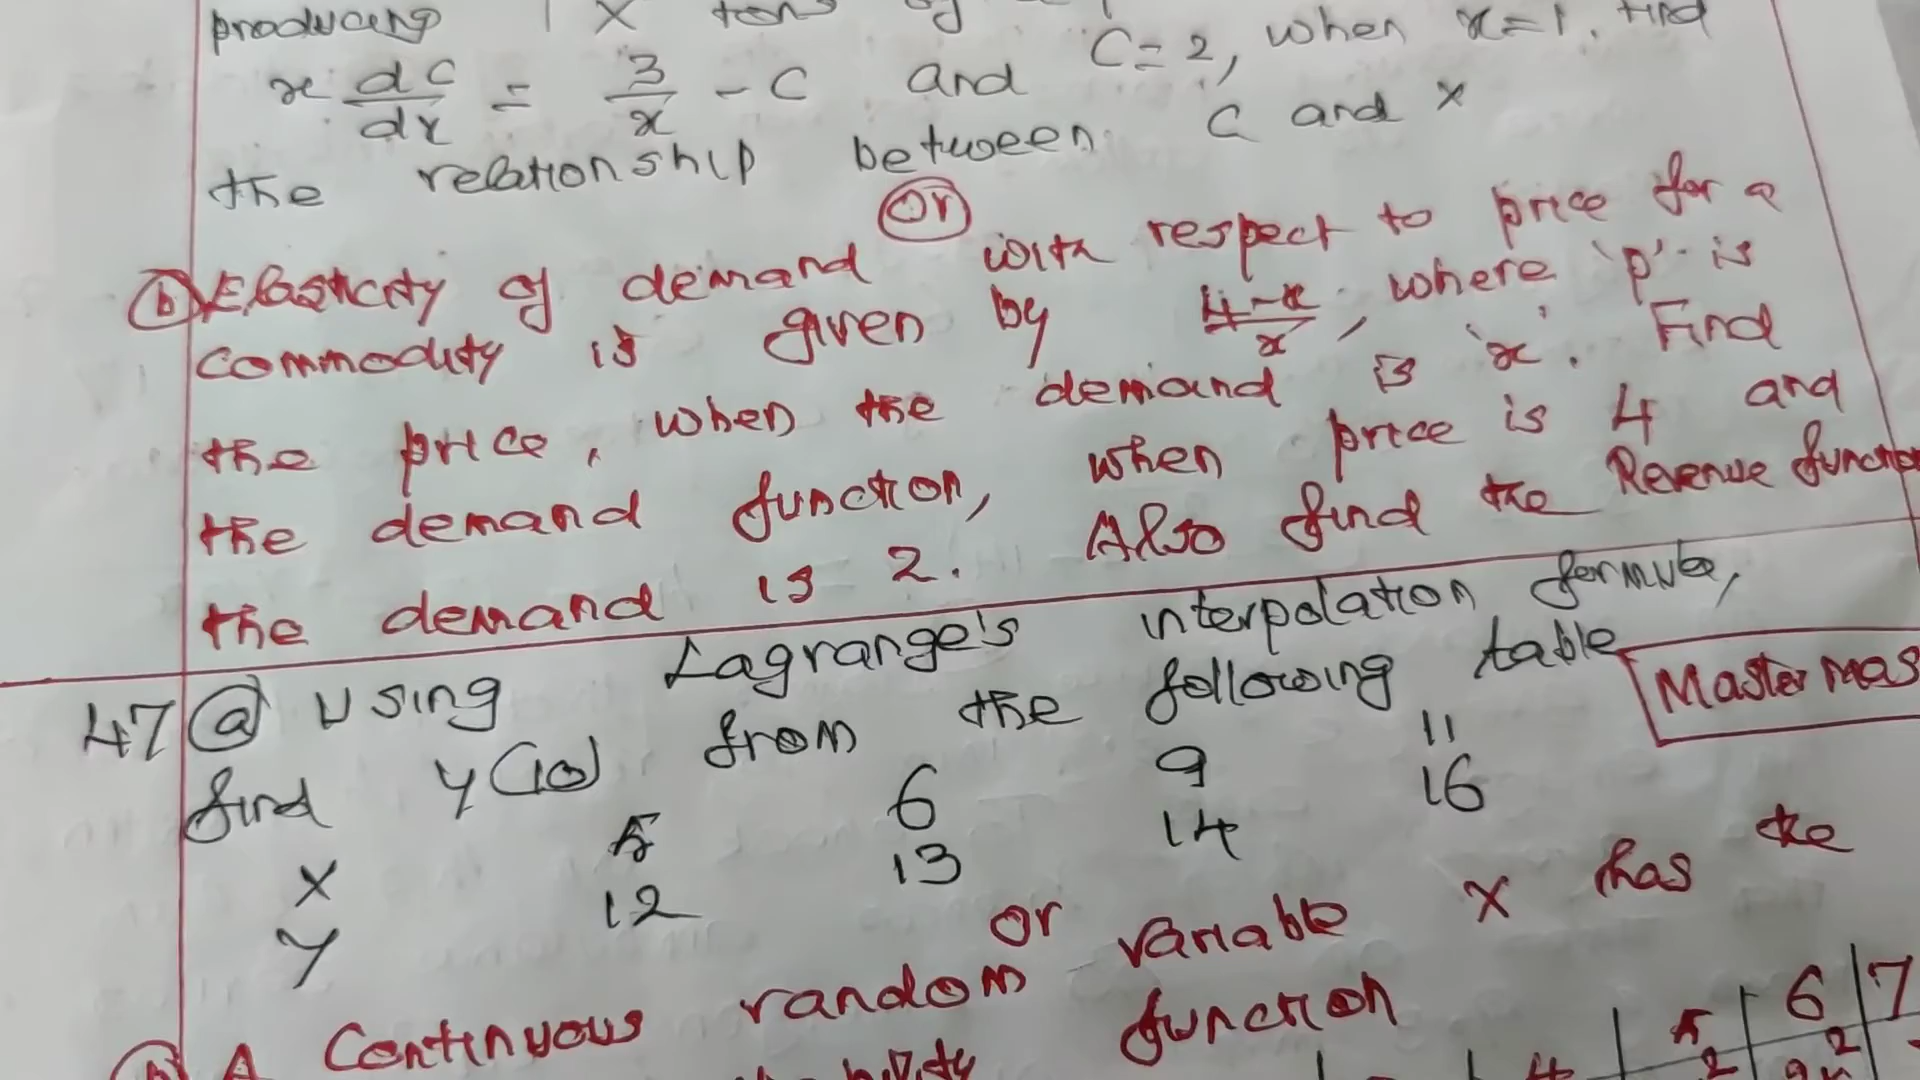 producing x tons
x dc/dx = 3/x - C and C=2, when x=1. Find
the relationship between C and x
Or
(b) Elasticity of demand with respect to price for a
commodity is given by 4-x/x, where 'p' is
the price, when the demand is 'x'. Find
the demand function, when price is 4 and
the demand is 2. Also find the Revenue function
47 (a) Using Lagrange's interpolation formula,
find y(10) from the following table
X 5 6 9 11
Y 12 13 14 16
Master
or
(b) A Continuous random variable X has the
function
5 6 7